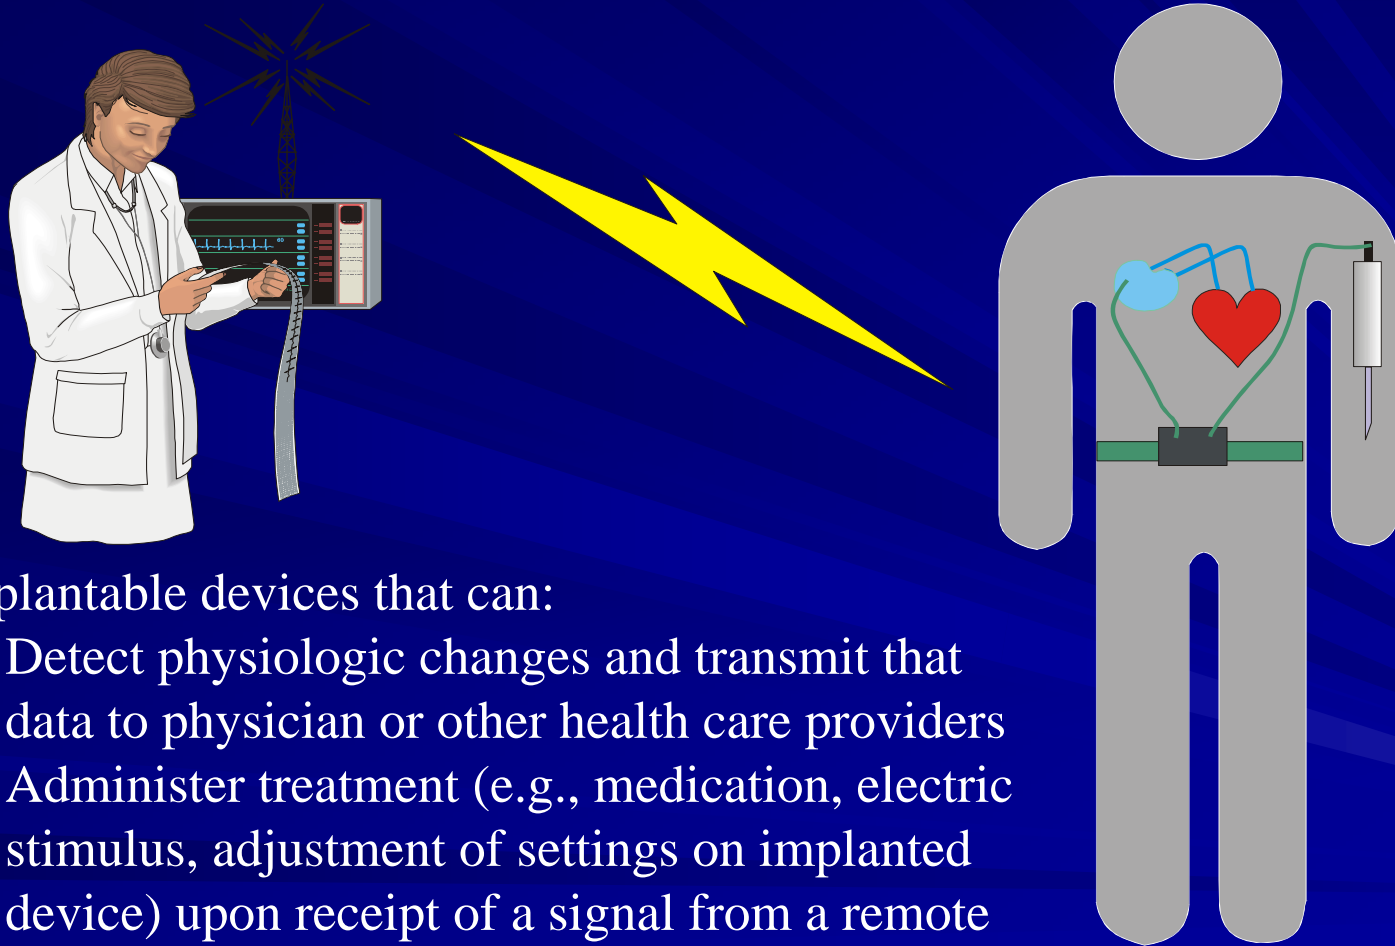 plantable devices that can:
Detect physiologic changes and transmit that
data to physician or other health care providers
Administer treatment (e.g., medication, electric
stimulus, adjustment of settings on implanted
device) upon receipt of a signal from a remote